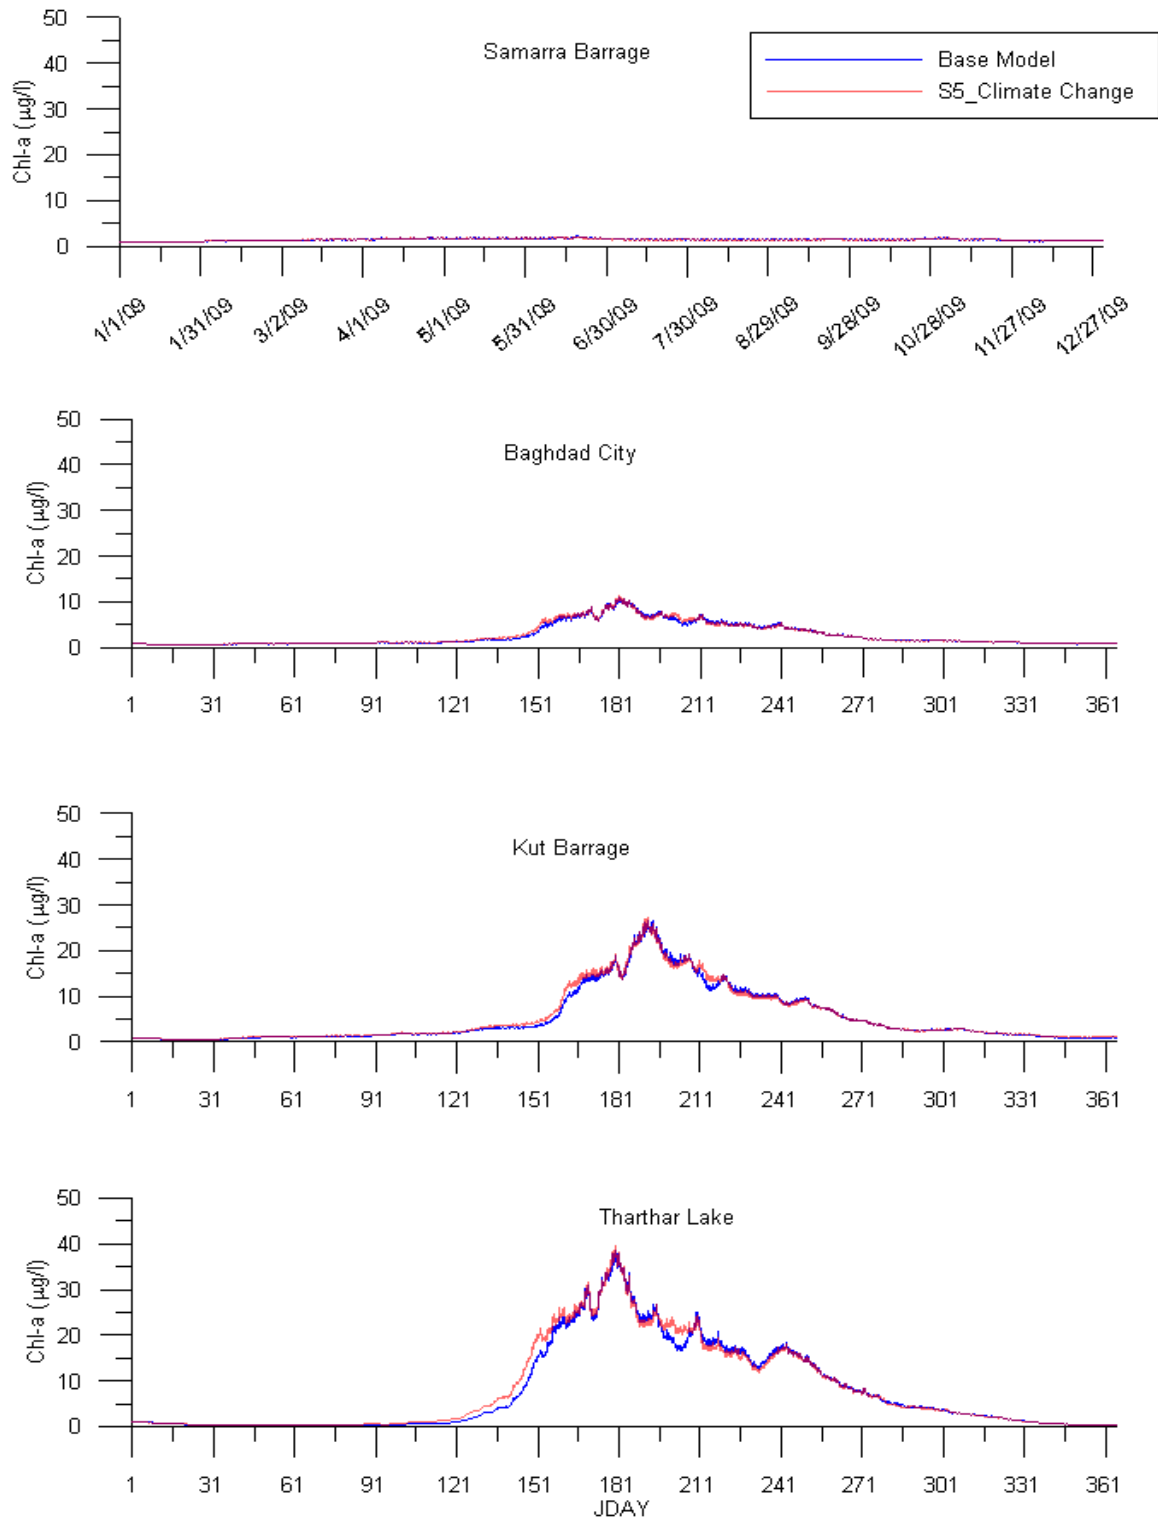 50
Samarra Barrage
Base Model
40
S5_Climate Change
30
Chl-a (µg/l)
20
10
0
1/1/09 1/31/09 3/2/09 4/1/09 5/1/09 5/31/09 6/30/09 7/30/09 8/29/09 9/28/09 10/28/09 11/27/09 12/27/09
50
Baghdad City
40
30
Chl-a (µg/l)
20
10
0
1 31 61 91 121 151 181 211 241 271 301 331 361
50
Kut Barrage
40
30
Chl-a (µg/l)
20
10
0
1 31 61 91 121 151 181 211 241 271 301 331 361
50
Tharthar Lake
40
30
Chl-a (µg/l)
20
10
0
1 31 61 91 121 151 181 211 241 271 301 331 361
JDAY